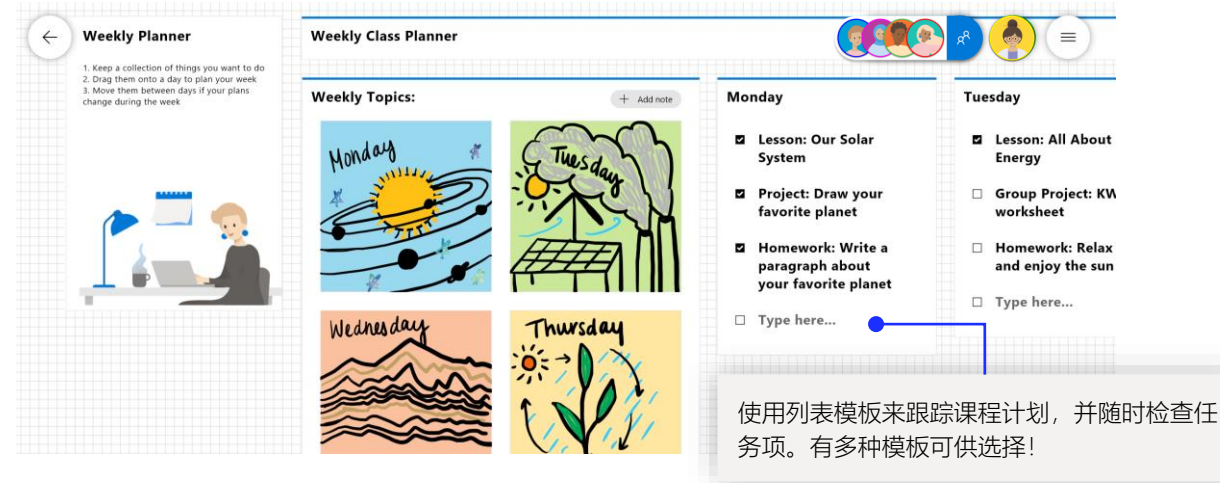 Weekly Planner
1. Keep a collection of things you want to do
2. Drag them onto a day to plan your week
3. Move them between days if your plans
change during the week
Weekly Class Planner
Weekly Topics:
+ Add note
Monday
Tuesday
Wednesday
Thursday
Monday
Lesson: Our Solar
System
Project: Draw your
favorite planet
Homework: Write a
paragraph about
your favorite planet
Type here...
Tuesday
Lesson: All About
Energy
Group Project: KW
worksheet
Homework: Relax
and enjoy the sun
Type here...
使用列表模板来跟踪课程计划，并随时检查任
务项。有多种模板可供选择！